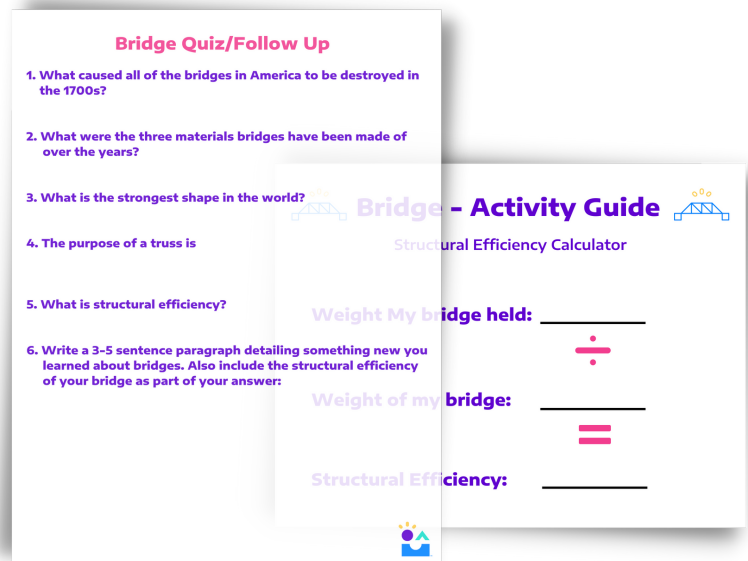 Bridge Quiz/Follow Up
1. What caused all of the bridges in America to be destroyed in
the 1700s?
2. What were the three materials bridges have been made of
over the years?
3. What is the strongest shape in the world?
4. The purpose of a truss is
5. What is structural efficiency?
6. Write a 3-5 sentence paragraph detailing something new you
learned about bridges. Also include the structural efficiency
of your bridge as part of your answer:
Bridge - Activity Guide
Structural Efficiency Calculator
Weight My bridge held:
÷
Weight of my bridge:
=
Structural Efficiency: